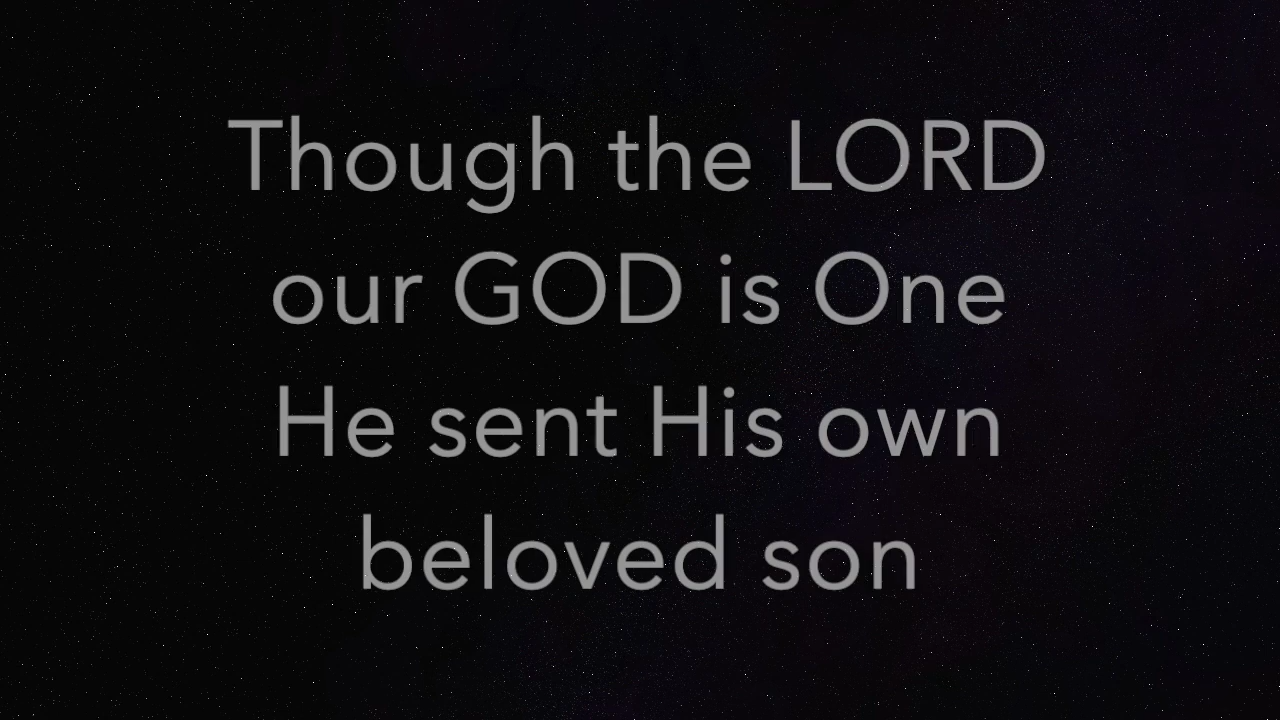 Though the LORD
our GOD is One
He sent His own
beloved son